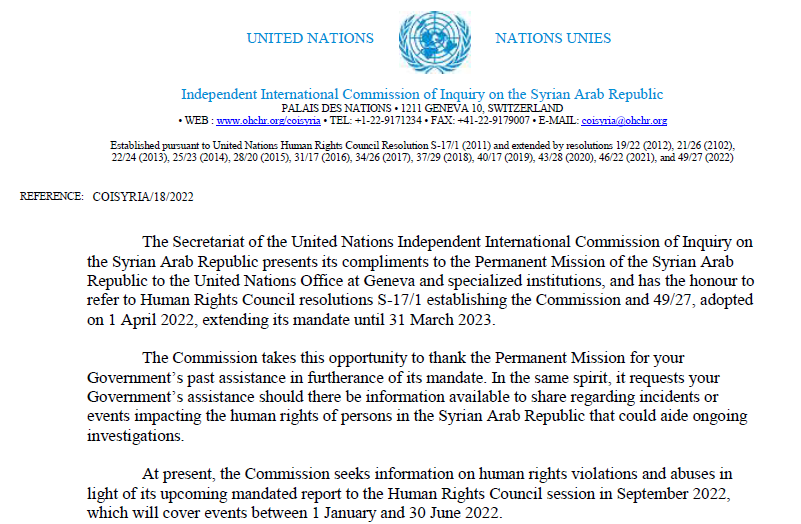 UNITED NATIONS NATIONS UNIES
Independent International Commission of Inquiry on the Syrian Arab Republic
PALAIS DES NATIONS • 1211 GENEVA 10, SWITZERLAND
• WEB : www.ohchr.org/coisyria • TEL: +1-22-9171234 • FAX: +41-22-9179007 • E-MAIL: coisyria@ohchr.org
Established pursuant to United Nations Human Rights Council Resolution S-17/1 (2011) and extended by resolutions 19/22 (2012), 21/26 (2102),
22/24 (2013), 25/23 (2014), 28/20 (2015), 31/17 (2016), 34/26 (2017), 37/29 (2018), 40/17 (2019), 43/28 (2020), 46/22 (2021), and 49/27 (2022)
REFERENCE: COISYRIA/18/2022
The Secretariat of the United Nations Independent International Commission of Inquiry on
the Syrian Arab Republic presents its compliments to the Permanent Mission of the Syrian Arab
Republic to the United Nations Office at Geneva and specialized institutions, and has the honour to
refer to Human Rights Council resolutions S-17/1 establishing the Commission and 49/27, adopted
on 1 April 2022, extending its mandate until 31 March 2023.
The Commission takes this opportunity to thank the Permanent Mission for your
Government's past assistance in furtherance of its mandate. In the same spirit, it requests your
Government's assistance should there be information available to share regarding incidents or
events impacting the human rights of persons in the Syrian Arab Republic that could aide ongoing
investigations.
At present, the Commission seeks information on human rights violations and abuses in
light of its upcoming mandated report to the Human Rights Council session in September 2022,
which will cover events between 1 January and 30 June 2022.